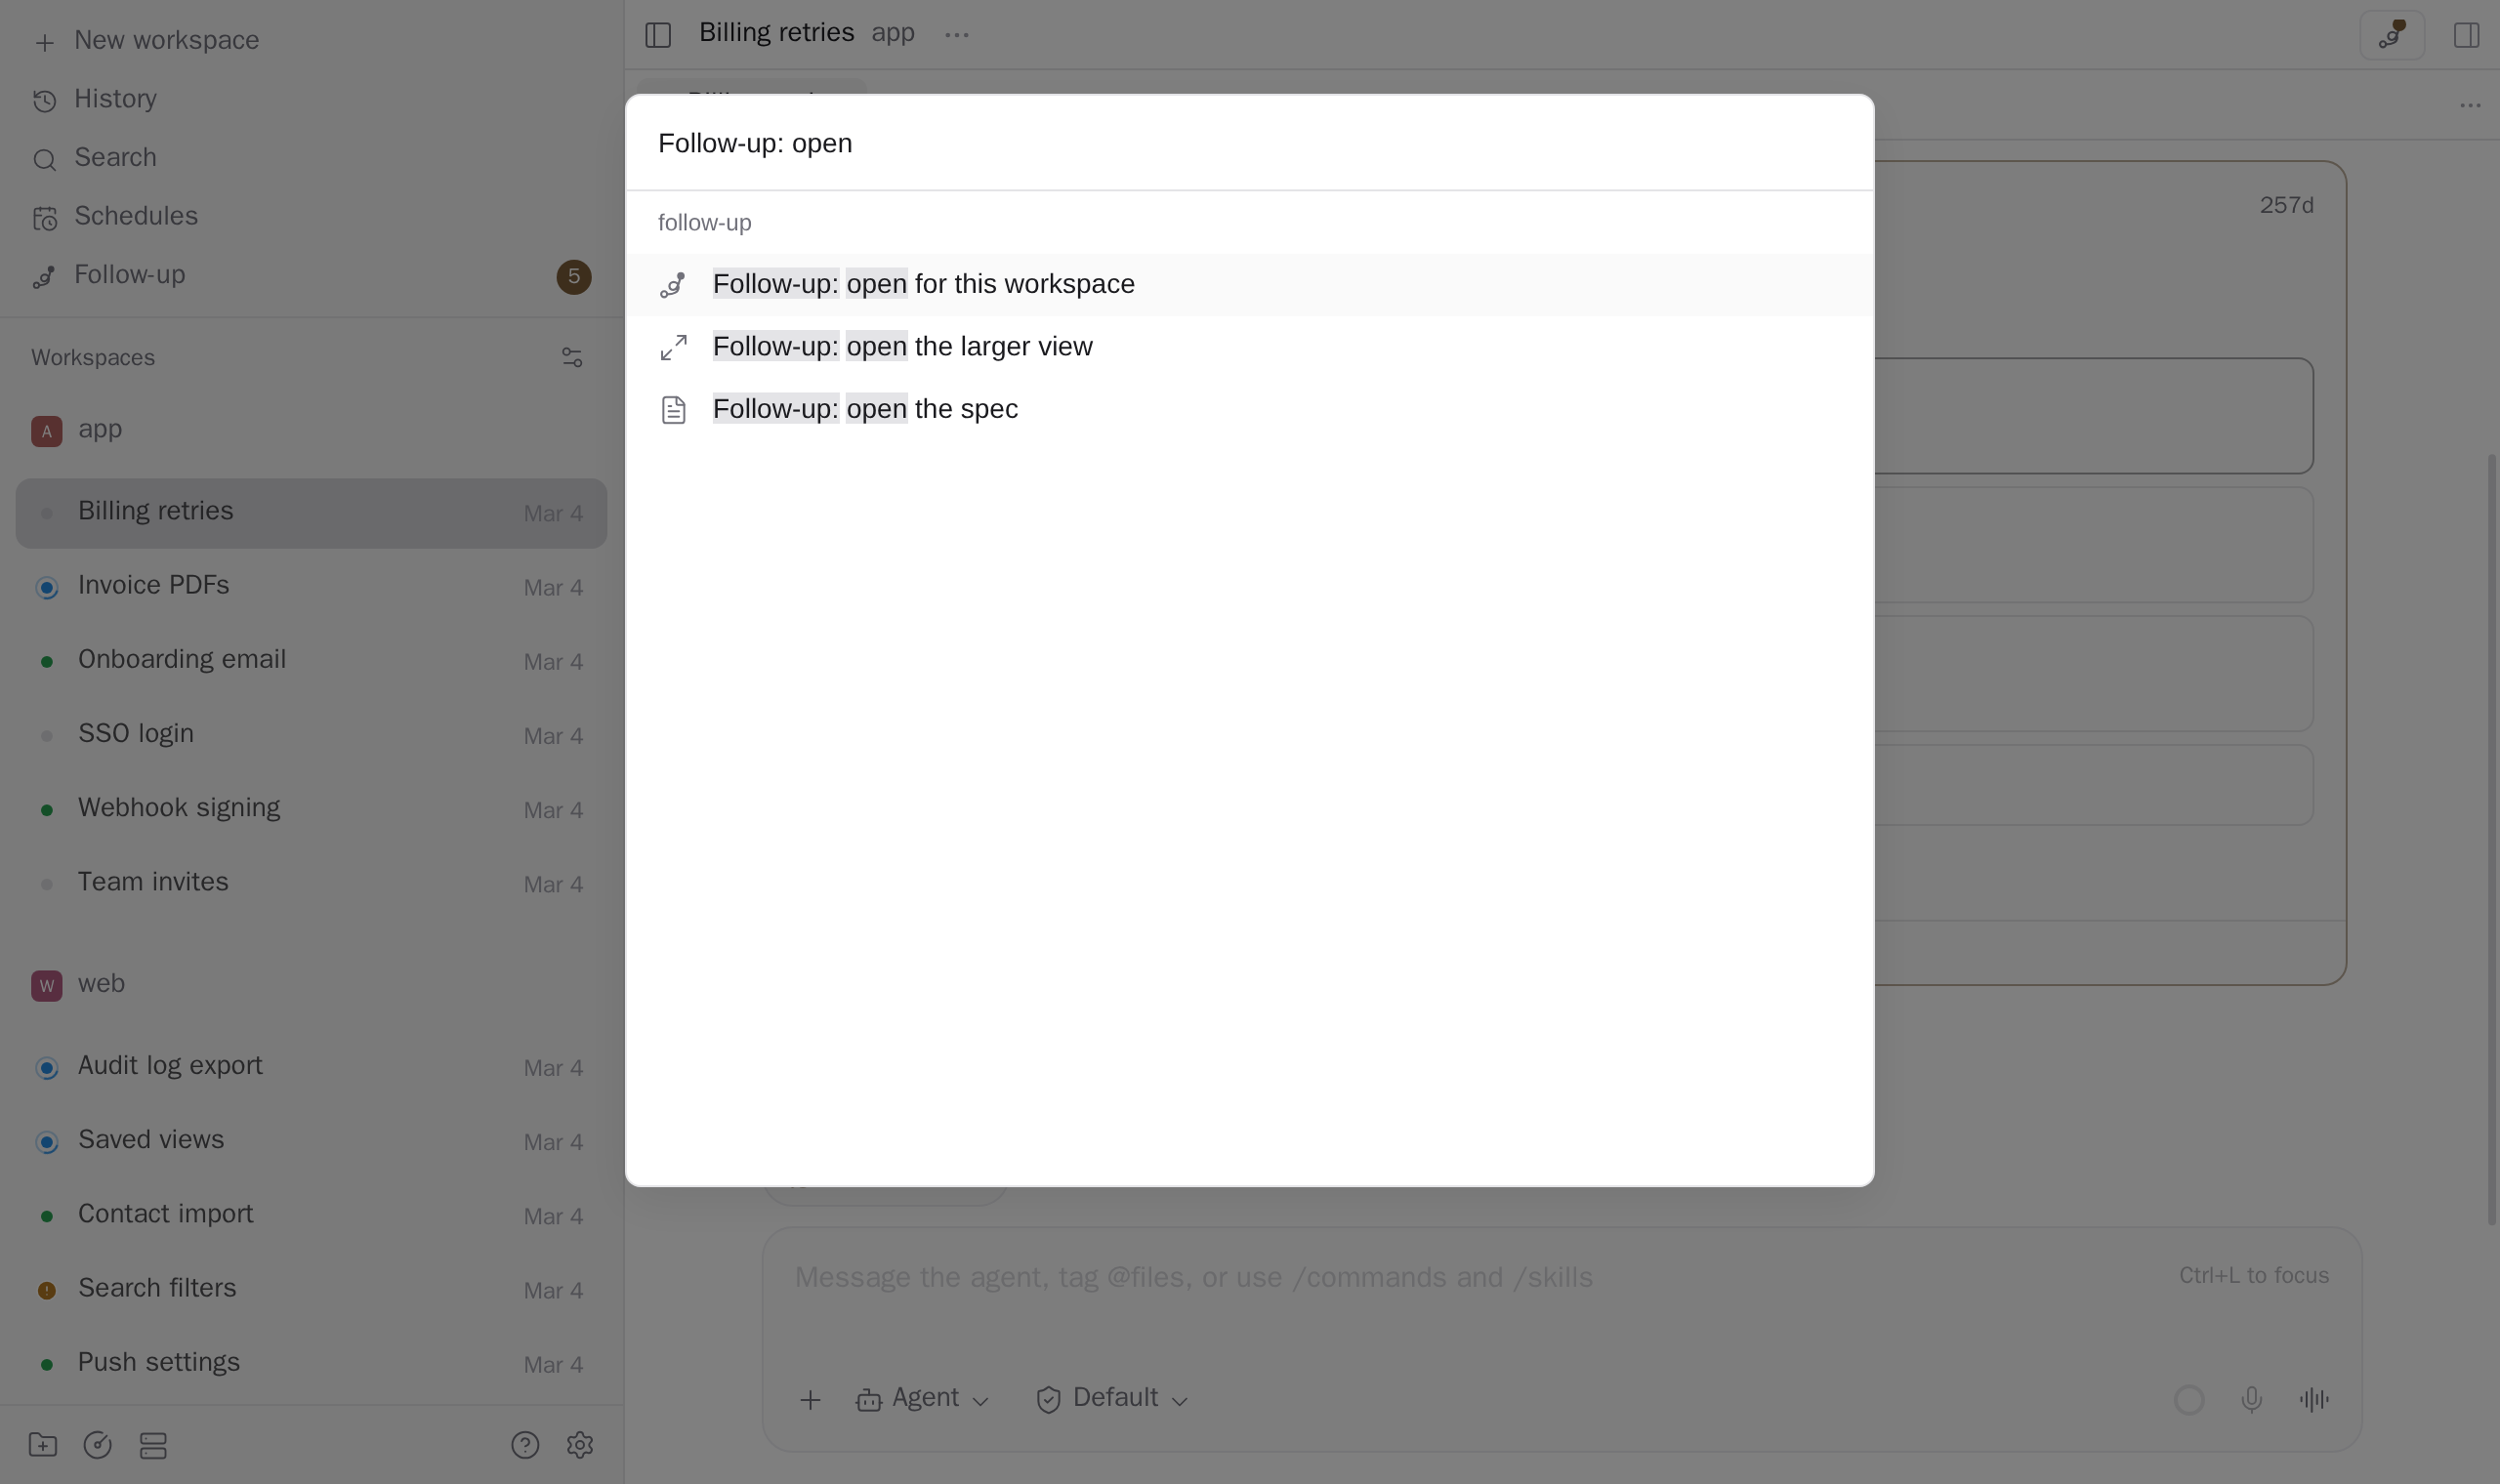 New workspace
History
Search
Schedules
Follow-up 5
Workspaces
A app
Billing retries Mar 4
Invoice PDFs Mar 4
Onboarding email Mar 4
SSO login Mar 4
Webhook signing Mar 4
Team invites Mar 4
W web
Audit log export Mar 4
Saved views Mar 4
Contact import Mar 4
Search filters Mar 4
Push settings Mar 4
Billing retries app
Follow-up: open
follow-up
Follow-up: open for this workspace
Follow-up: open the larger view
Follow-up: open the spec
257d
Message the agent, tag @files, or use /commands and /skills
Ctrl+L to focus
Agent
Default